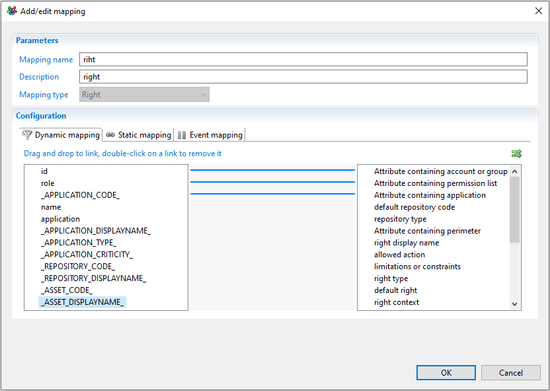 Add/edit mapping
Parameters
Mapping name riht
Description right
Mapping type Right
Configuration
Dynamic mapping Static mapping Event mapping
Drag and drop to link, double-click on a link to remove it
id
role
_APPLICATION_CODE_
name
application
_APPLICATION_DISPLAYNAME_
_APPLICATION_TYPE_
_APPLICATION_CRITICITY_
_REPOSITORY_CODE_
_REPOSITORY_DISPLAYNAME_
_ASSET_CODE_
_ASSET_DISPLAYNAME_
Attribute containing account or group
Attribute containing permission list
Attribute containing application
default repository code
repository type
Attribute containing perimeter
right display name
allowed action
limitations or constraints
right type
default right
right context
OK Cancel